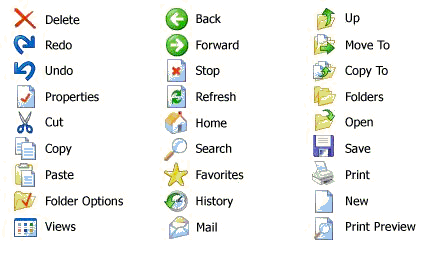 Delete
Redo
Undo
Properties
Cut
Copy
Paste
Folder Options
Views
Back
Forward
Stop
Refresh
Home
Search
Favorites
History
Mail
Up
Move To
Copy To
Folders
Open
Save
Print
New
Print Preview